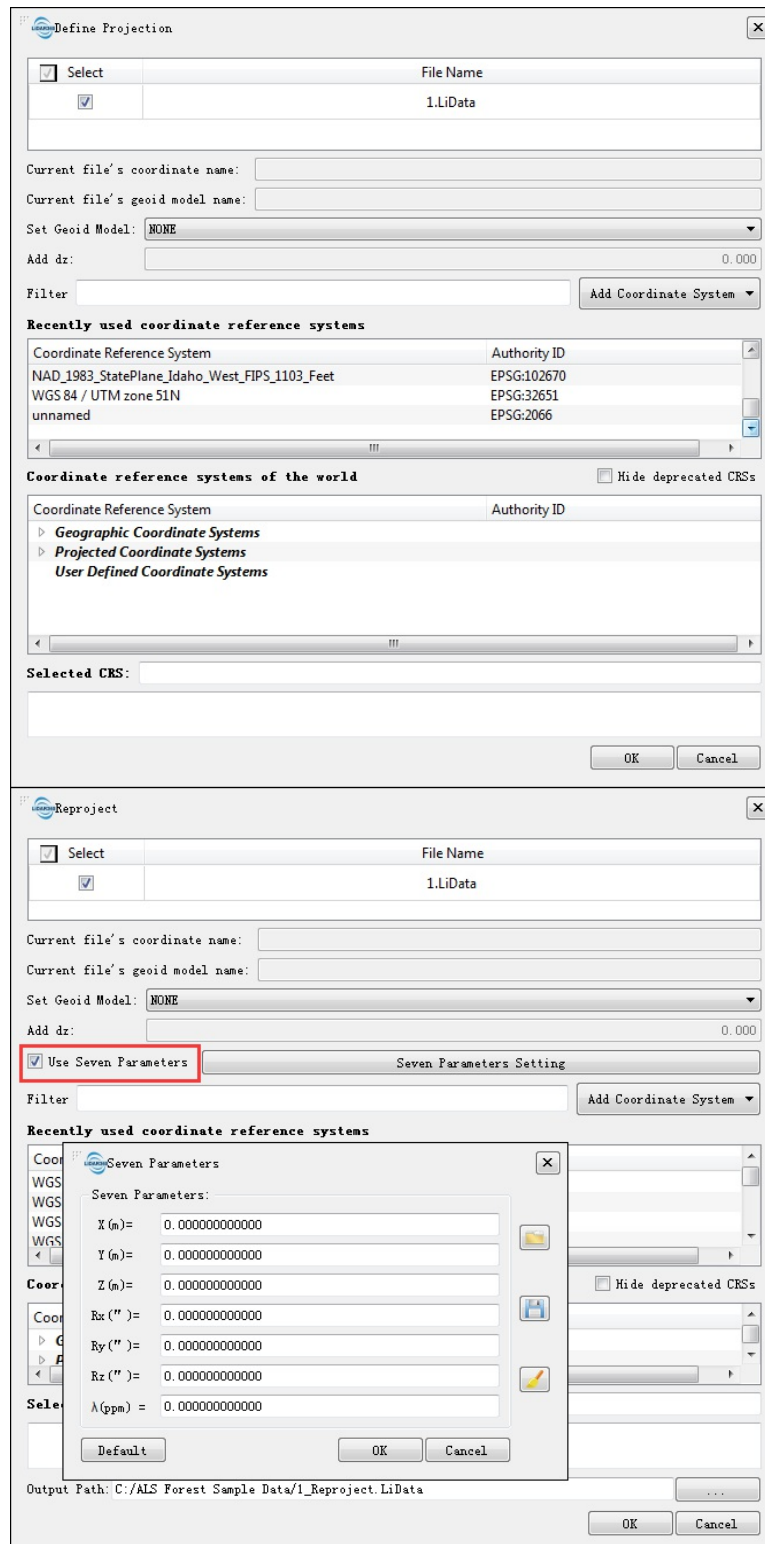 Define Projection
Select File Name
1.LiData
Current file's coordinate name:
Current file's geoid model name:
Set Geoid Model: NONE
Add dz: 0.000
Filter Add Coordinate System
Recently used coordinate reference systems
Coordinate Reference System Authority ID
NAD_1983_StatePlane_Idaho_West_FIPS_1103_Feet EPSG:102670
WGS 84 / UTM zone 51N EPSG:32651
unnamed EPSG:2066
Coordinate reference systems of the world Hide deprecated CRSs
Coordinate Reference System Authority ID
Geographic Coordinate Systems
Projected Coordinate Systems
User Defined Coordinate Systems
Selected CRS:
OK Cancel
Reproject
Select File Name
1.LiData
Current file's coordinate name:
Current file's geoid model name:
Set Geoid Model: NONE
Add dz: 0.000
Use Seven Parameters Seven Parameters Setting
Filter Add Coordinate System
Recently used coordinate reference systems
Coor
WGS
WGS
WGS
WGS
Coor Hide deprecated CRSs
Coor
G
P
Sele
Seven Parameters
Seven Parameters:
X(m)= 0.000000000000
Y(m)= 0.000000000000
Z(m)= 0.000000000000
Rx(″)= 0.000000000000
Ry(″)= 0.000000000000
Rz(″)= 0.000000000000
λ(ppm) = 0.000000000000
Default OK Cancel
Output Path: C:/ALS Forest Sample Data/1_Reproject.LiData ...
OK Cancel